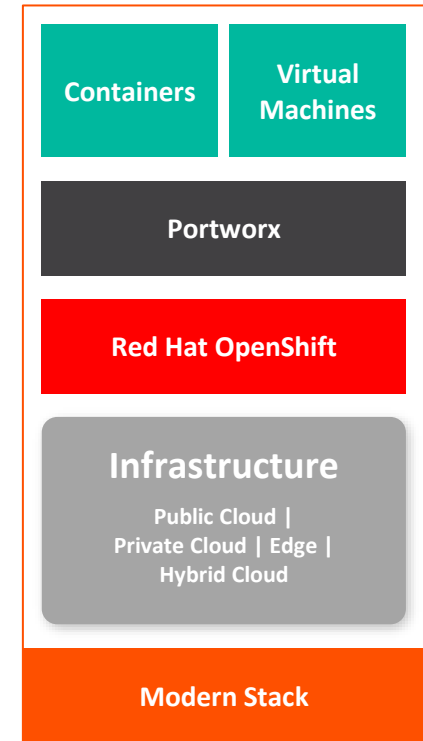 Containers
Virtual
Machines
Portworx
Red Hat OpenShift
Infrastructure
Public Cloud |
Private Cloud | Edge |
Hybrid Cloud
Modern Stack